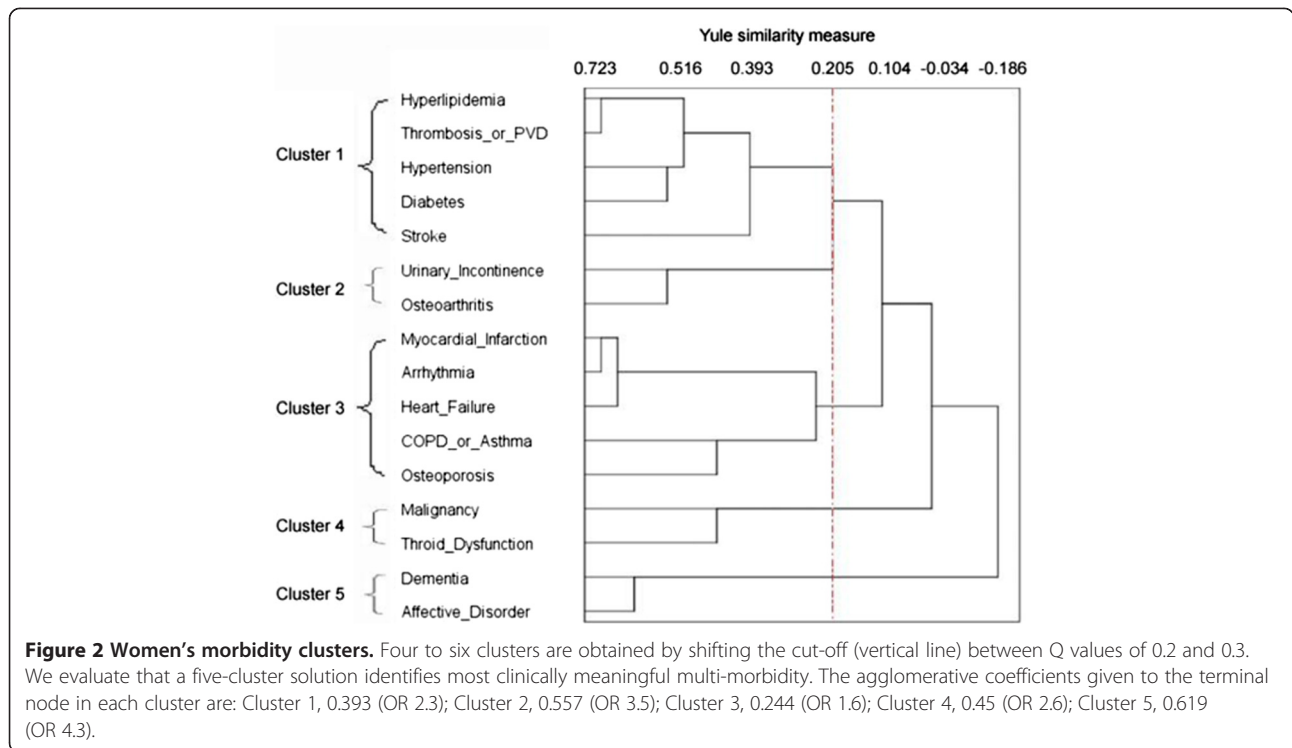 Yule similarity measure
0.723 0.516 0.393 0.205 0.104 -0.034 -0.186
Cluster 1
Hyperlipidemia
Thrombosis_or_PVD
Hypertension
Diabetes
Stroke
Cluster 2
Urinary_Incontinence
Osteoarthritis
Cluster 3
Myocardial_Infarction
Arrhythmia
Heart_Failure
COPD_or_Asthma
Osteoporosis
Cluster 4
Malignancy
Throid_Dysfunction
Cluster 5
Dementia
Affective_Disorder
Figure 2 Women's morbidity clusters. Four to six clusters are obtained by shifting the cut-off (vertical line) between Q values of 0.2 and 0.3.
We evaluate that a five-cluster solution identifies most clinically meaningful multi-morbidity. The agglomerative coefficients given to the terminal
node in each cluster are: Cluster 1, 0.393 (OR 2.3); Cluster 2, 0.557 (OR 3.5); Cluster 3, 0.244 (OR 1.6); Cluster 4, 0.45 (OR 2.6); Cluster 5, 0.619
(OR 4.3).